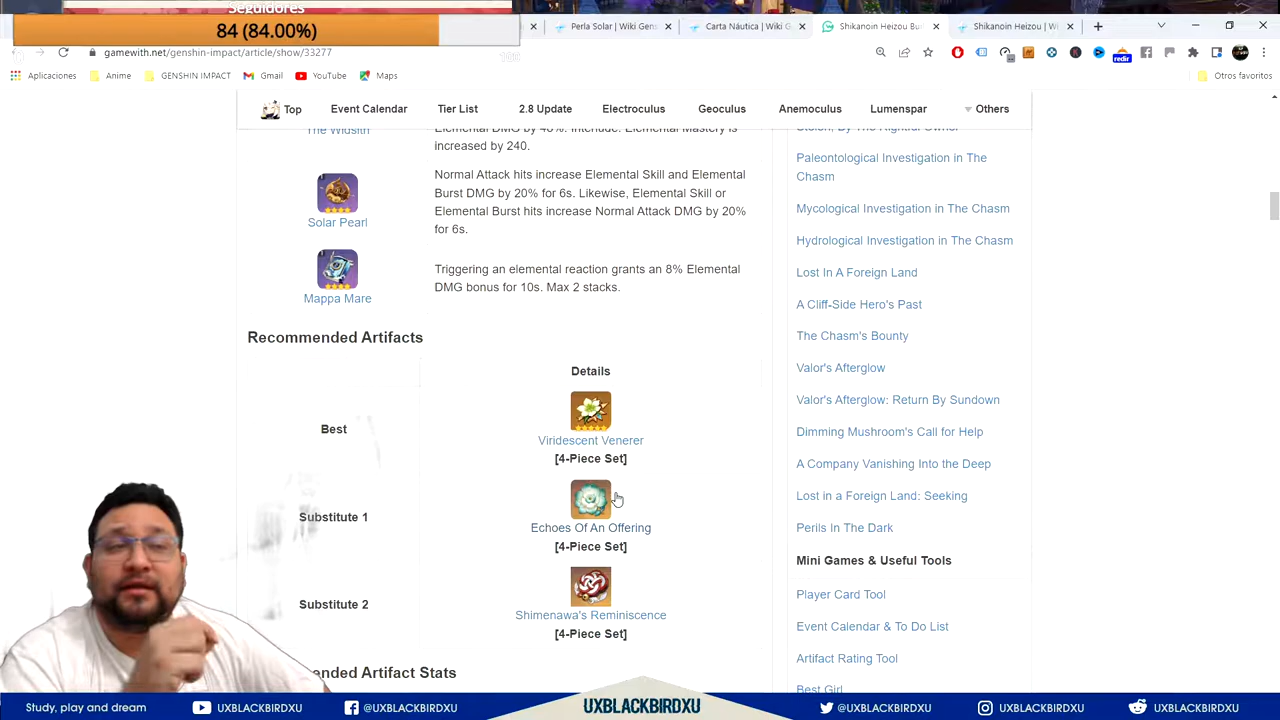 Seguidores
84 (84.00%)
Perla Solar | Wiki Gens
Carta Náutica | Wiki G
Shikanoin Heizou Bui
Shikanoin Heizou | Wi
gamewith.net/genshin-impact/article/show/33277
Aplicaciones
Anime
GENSHIN IMPACT
Gmail
YouTube
Maps
Otros favoritos
Top
Event Calendar
Tier List
2.8 Update
Electroculus
Geoculus
Anemoculus
Lumenspar
Others
The Widsith
Elemental DMG by 48%. Interlude: Elemental Mastery is
increased by 240.
Normal Attack hits increase Elemental Skill and Elemental
Burst DMG by 20% for 6s. Likewise, Elemental Skill or
Elemental Burst hits increase Normal Attack DMG by 20%
for 6s.
Solar Pearl
Triggering an elemental reaction grants an 8% Elemental
DMG bonus for 10s. Max 2 stacks.
Mappa Mare
Recommended Artifacts
Details
Best
Viridescent Venerer
[4-Piece Set]
Substitute 1
Echoes Of An Offering
[4-Piece Set]
Substitute 2
Shimenawa's Reminiscence
[4-Piece Set]
ended Artifact Stats
Stolen, By The Rightful Owner
Paleontological Investigation in The
Chasm
Mycological Investigation in The Chasm
Hydrological Investigation in The Chasm
Lost In A Foreign Land
A Cliff-Side Hero's Past
The Chasm's Bounty
Valor's Afterglow
Valor's Afterglow: Return By Sundown
Dimming Mushroom's Call for Help
A Company Vanishing Into the Deep
Lost in a Foreign Land: Seeking
Perils In The Dark
Mini Games & Useful Tools
Player Card Tool
Event Calendar & To Do List
Artifact Rating Tool
Best Girl
Study, play and dream
UXBLACKBIRDXU
@UXBLACKBIRDXU
UXBLACKBIRDXU
@UXBLACKBIRDXU
UXBLACKBIRDXU
UXBLACKBIRDXU